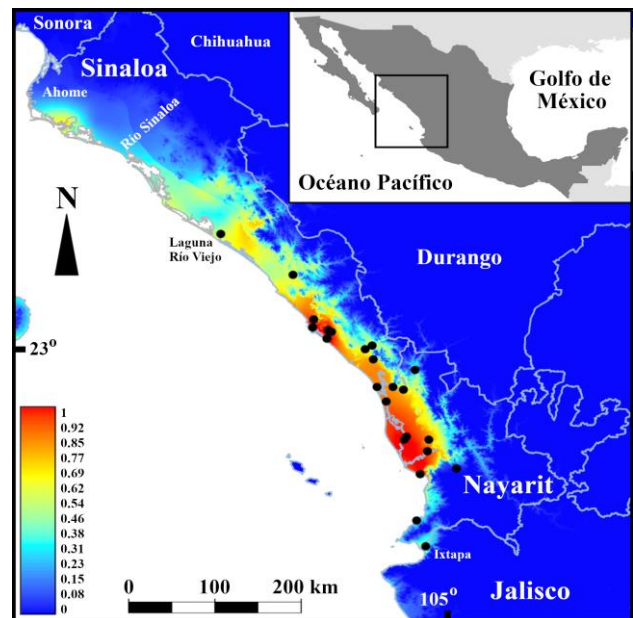 Sonora
Chihuahua
Sinaloa
Ahome
Río Sinaloa
Golfo de
México
Océano Pacífico
N
Laguna
Río Viejo
Durango
23º
1
0.92
0.85
0.77
0.69
0.62
0.54
0.46
0.38
0.31
0.23
0.15
0.08
0
Nayarit
Ixtapa
0 100 200 km
105º
Jalisco